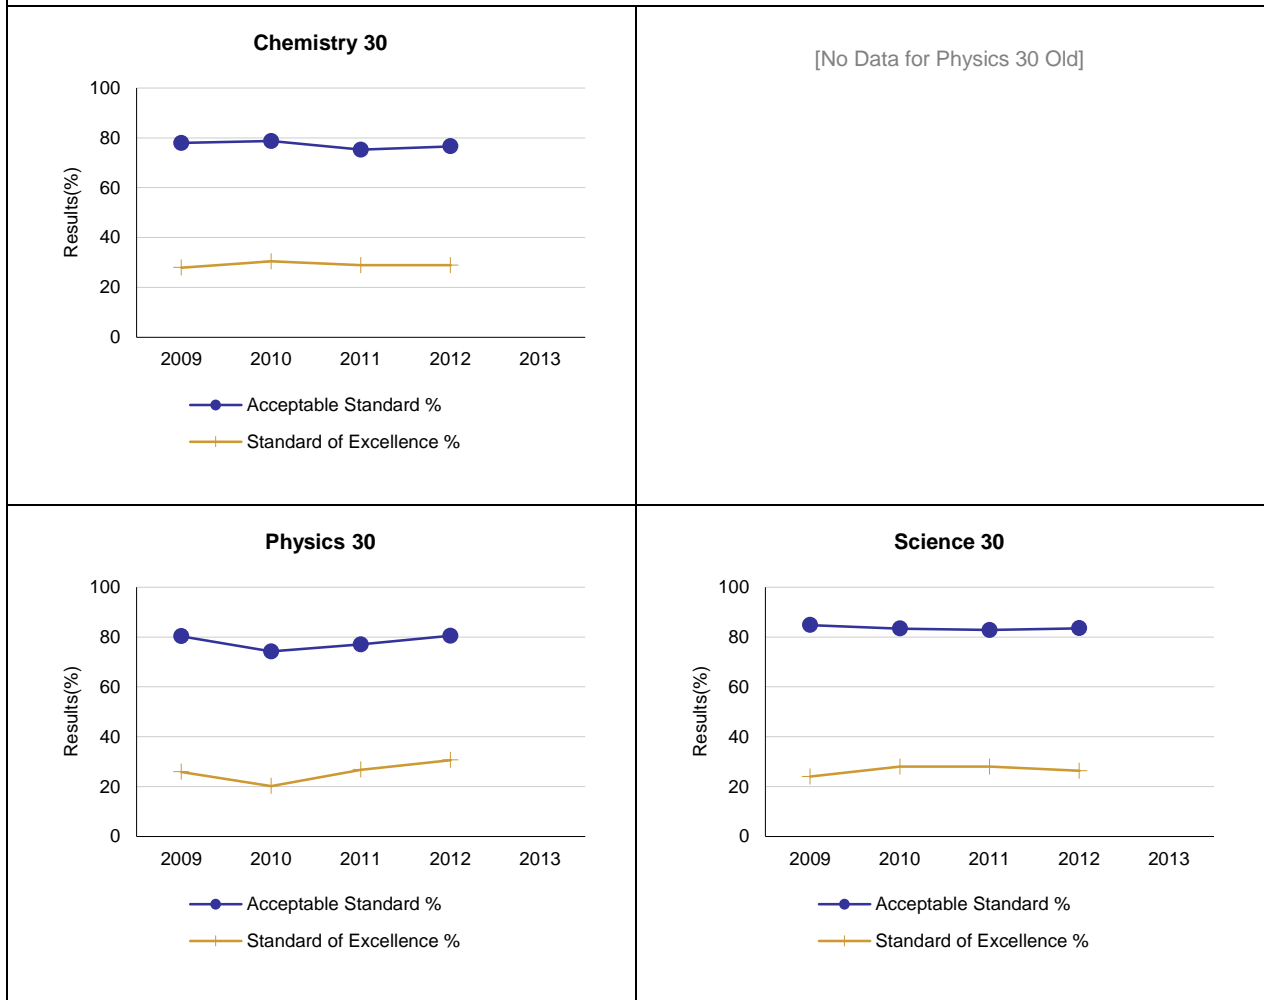 Chemistry 30
100
80
60
40
20
0
Results(%)
2009 2010 2011 2012 2013
Acceptable Standard %
Standard of Excellence %
[No Data for Physics 30 Old]
Physics 30
100
80
60
40
20
0
Results(%)
2009 2010 2011 2012 2013
Acceptable Standard %
Standard of Excellence %
Science 30
100
80
60
40
20
0
Results(%)
2009 2010 2011 2012 2013
Acceptable Standard %
Standard of Excellence %